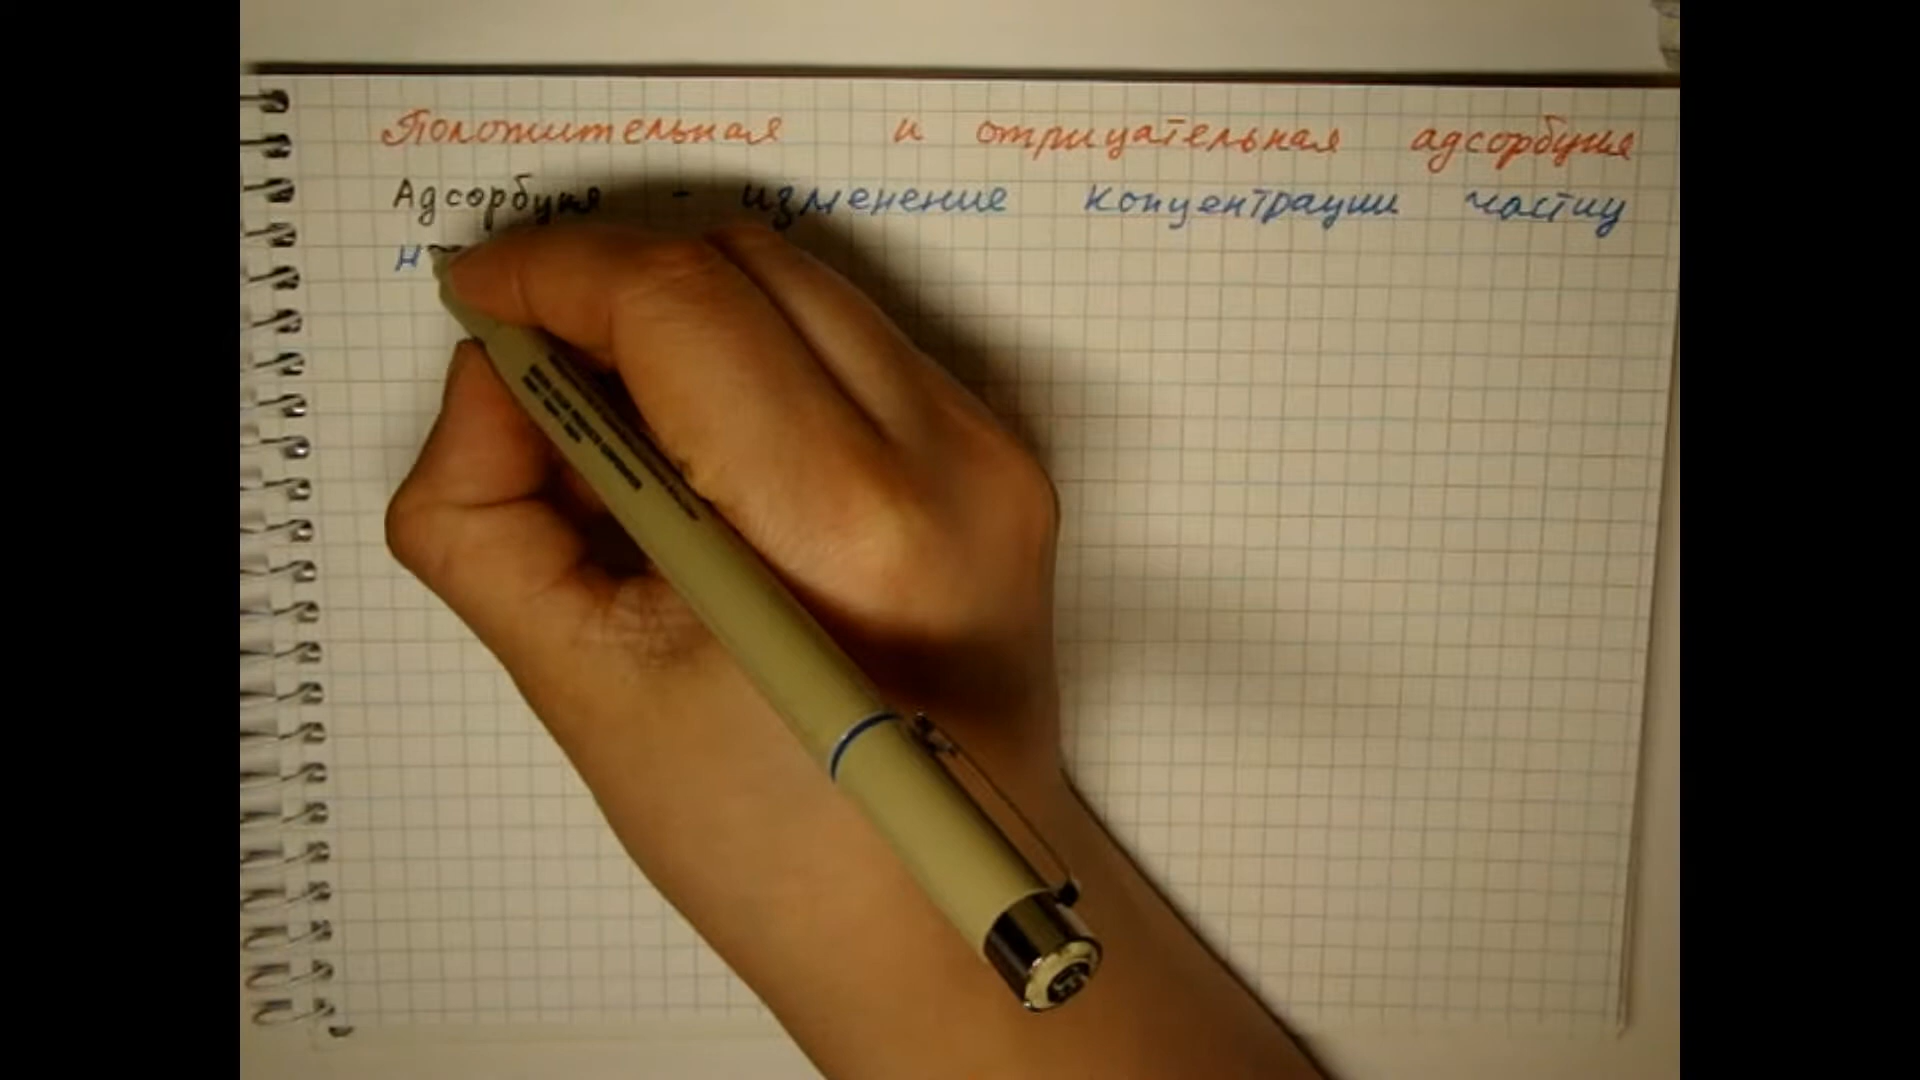 Положительная и отрицательная адсорбция
Адсорбция - изменение концентрации частиц
н